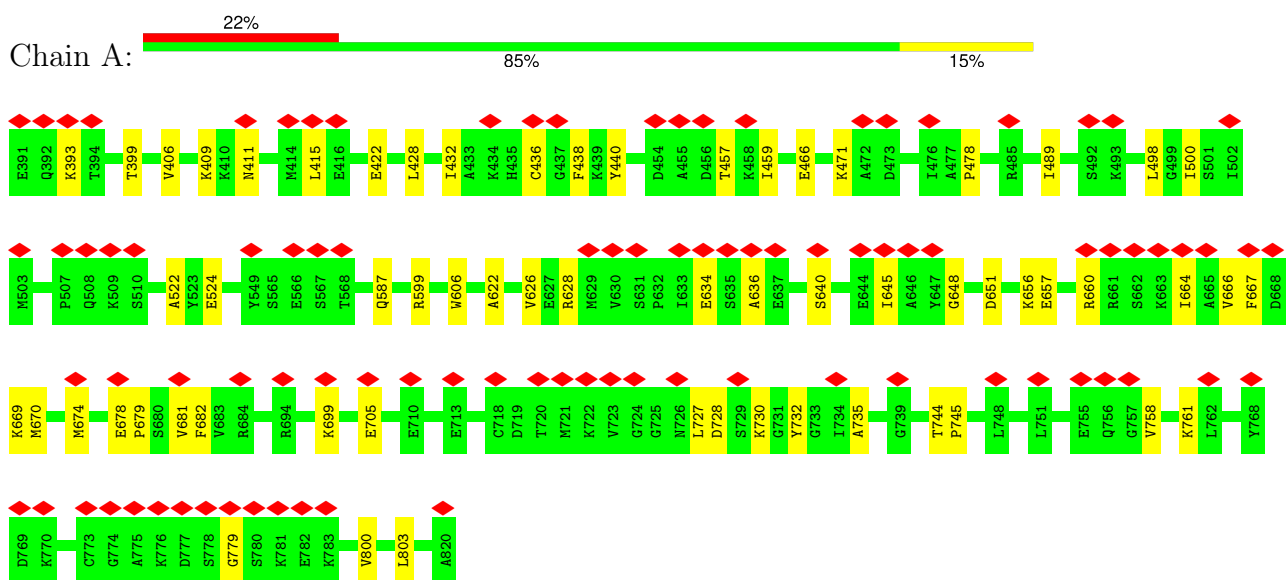 22%
Chain A:
85% 15%
E391 Q392 K393 T394 T399 V406 K409 K410 N411 M414 L415 E416 E422 L428 I432 A433 K434 H435 C436 G437 F438 K439 Y440 D454 A455 D456 T457 K458 I459 E466 K471 A472 D473 I476 A477 P478 R485 I489 S492 K493 L498 G499 I500 S501 I502
M503 P507 Q508 K509 S510 A522 Y523 E524 Y549 S565 E566 S567 T568 Q587 R599 W606 A622 V626 E627 R628 M629 V630 S631 P632 I633 E634 S635 A636 E637 S640 E644 I645 A646 Y647 G648 D651 K656 E657 R660 R661 S662 K663 I664 A665 V666 F667 D668
K669 M670 M674 E678 P679 S680 V681 F682 V683 R684 R694 K699 E705 E710 E713 C718 D719 T720 M721 K722 V723 G724 G725 N726 L727 D728 S729 K730 G731 Y732 G733 I734 A735 G739 T744 P745 L748 L751 E755 Q756 G757 V758 K761 L762 Y768
D769 K770 C773 G774 A775 K776 D777 S778 G779 S780 K781 E782 K783 V800 L803 A820